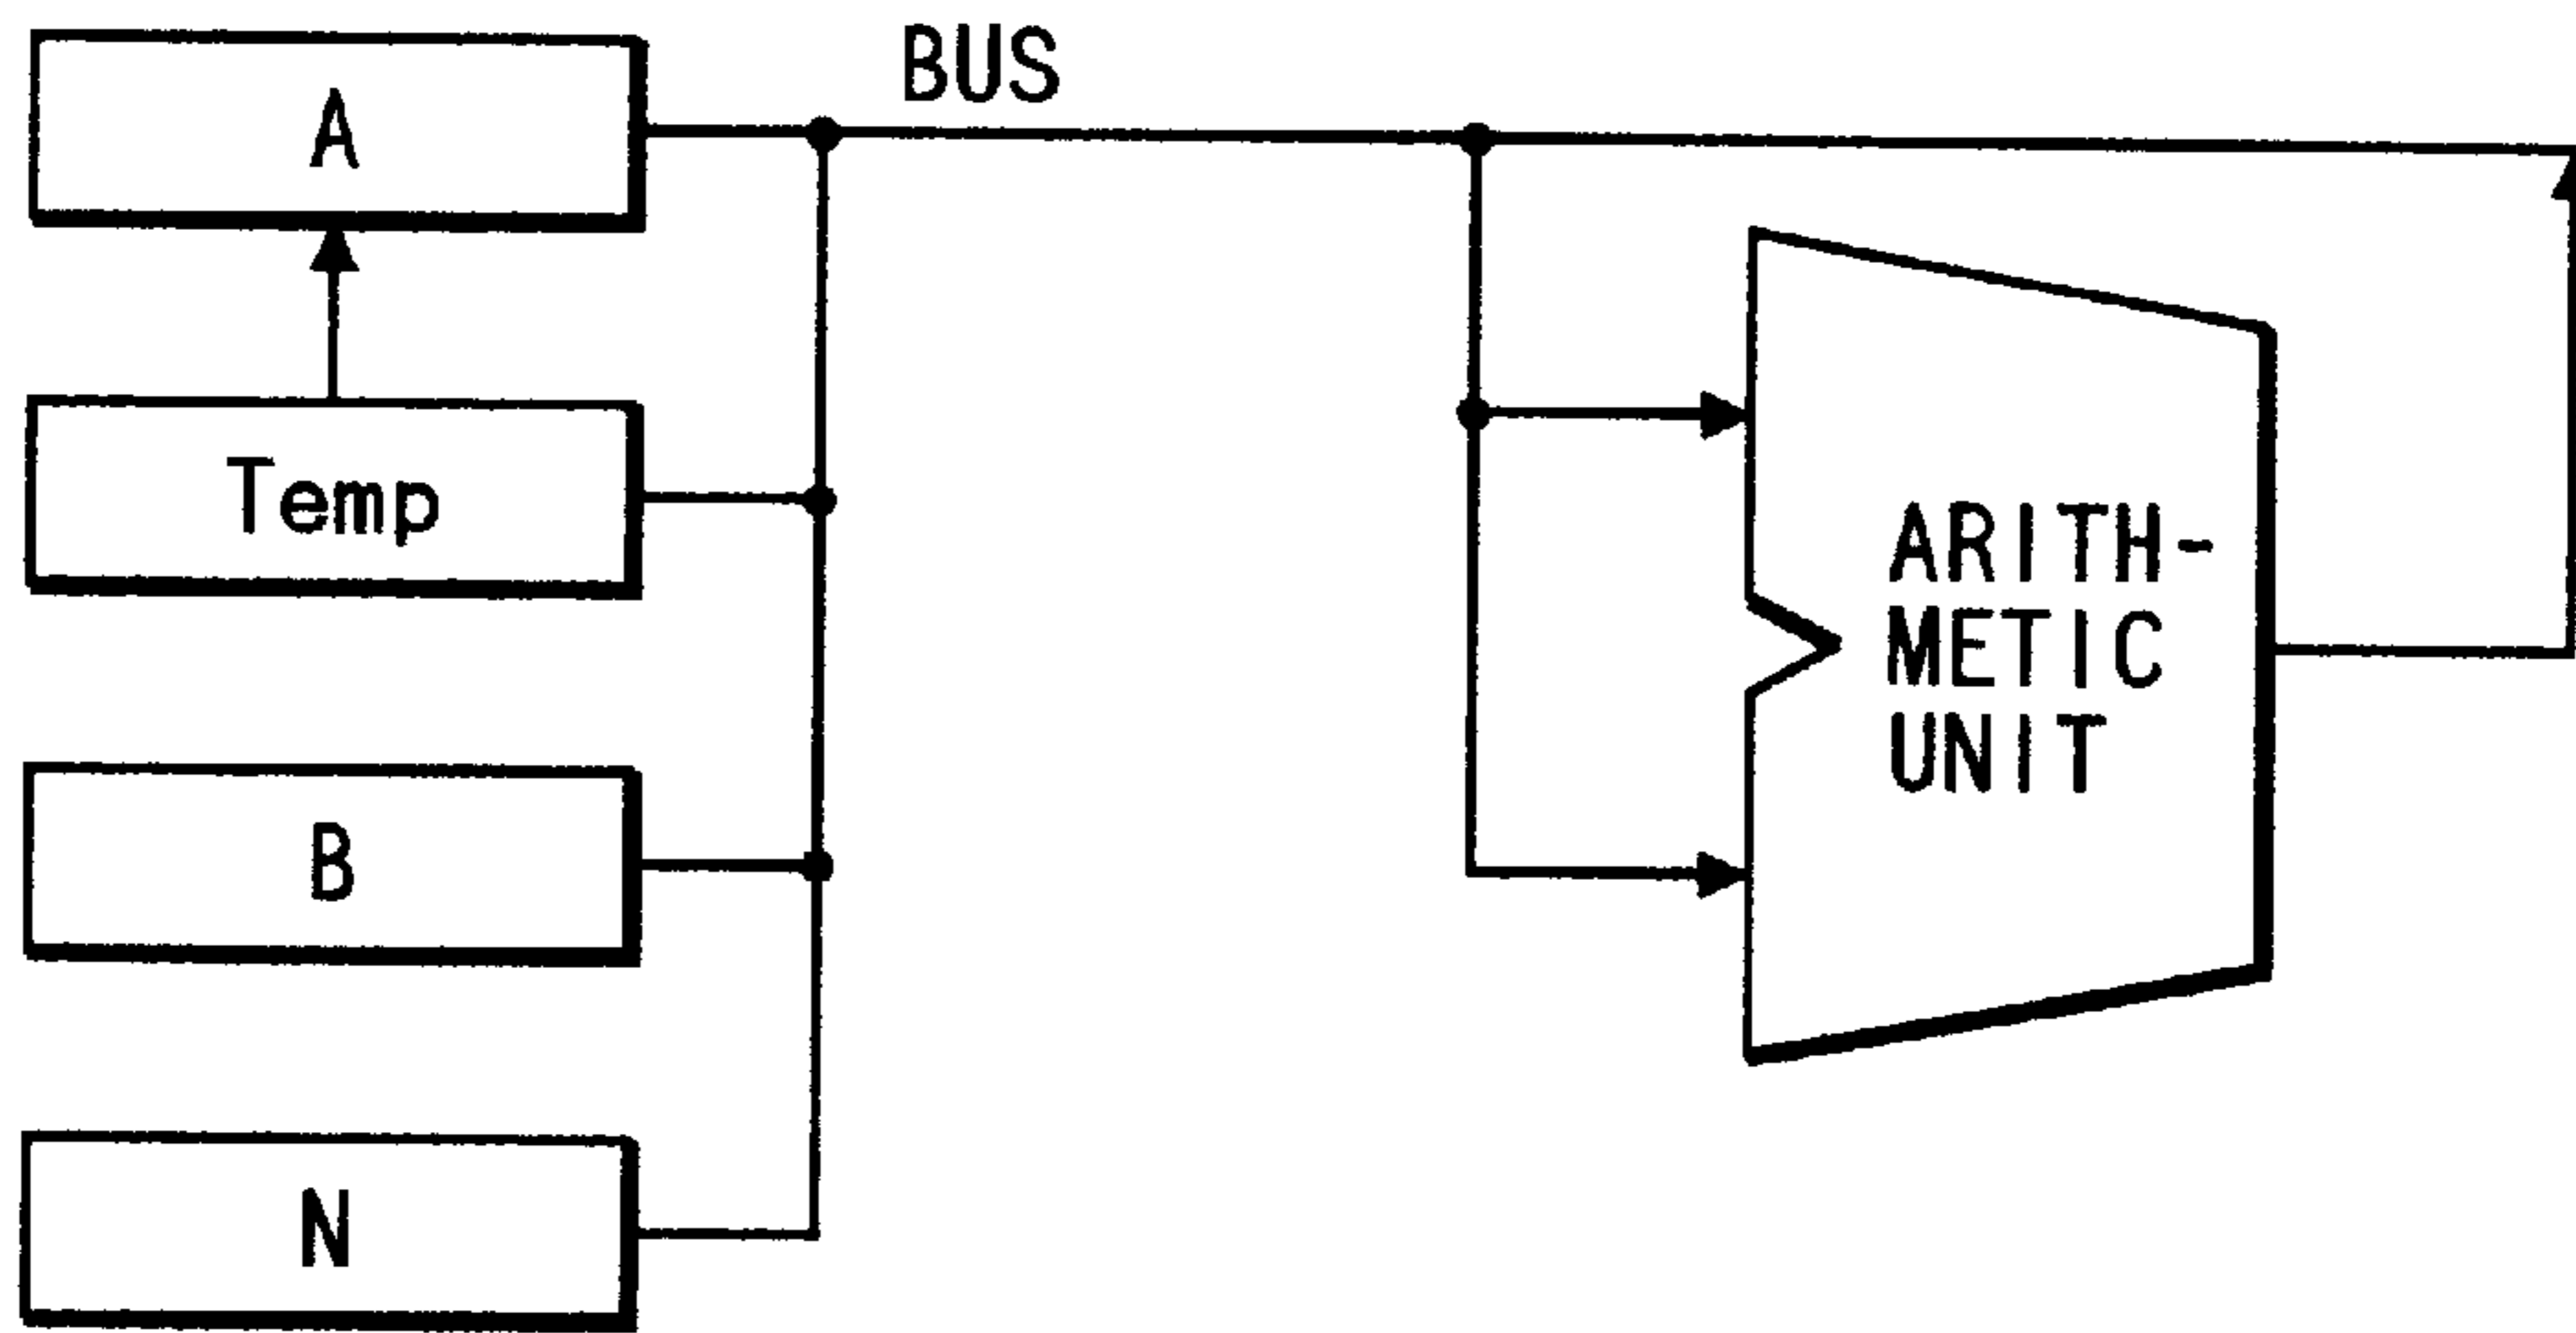 A
BUS
Temp
B
N
ARITH-
METIC
UNIT